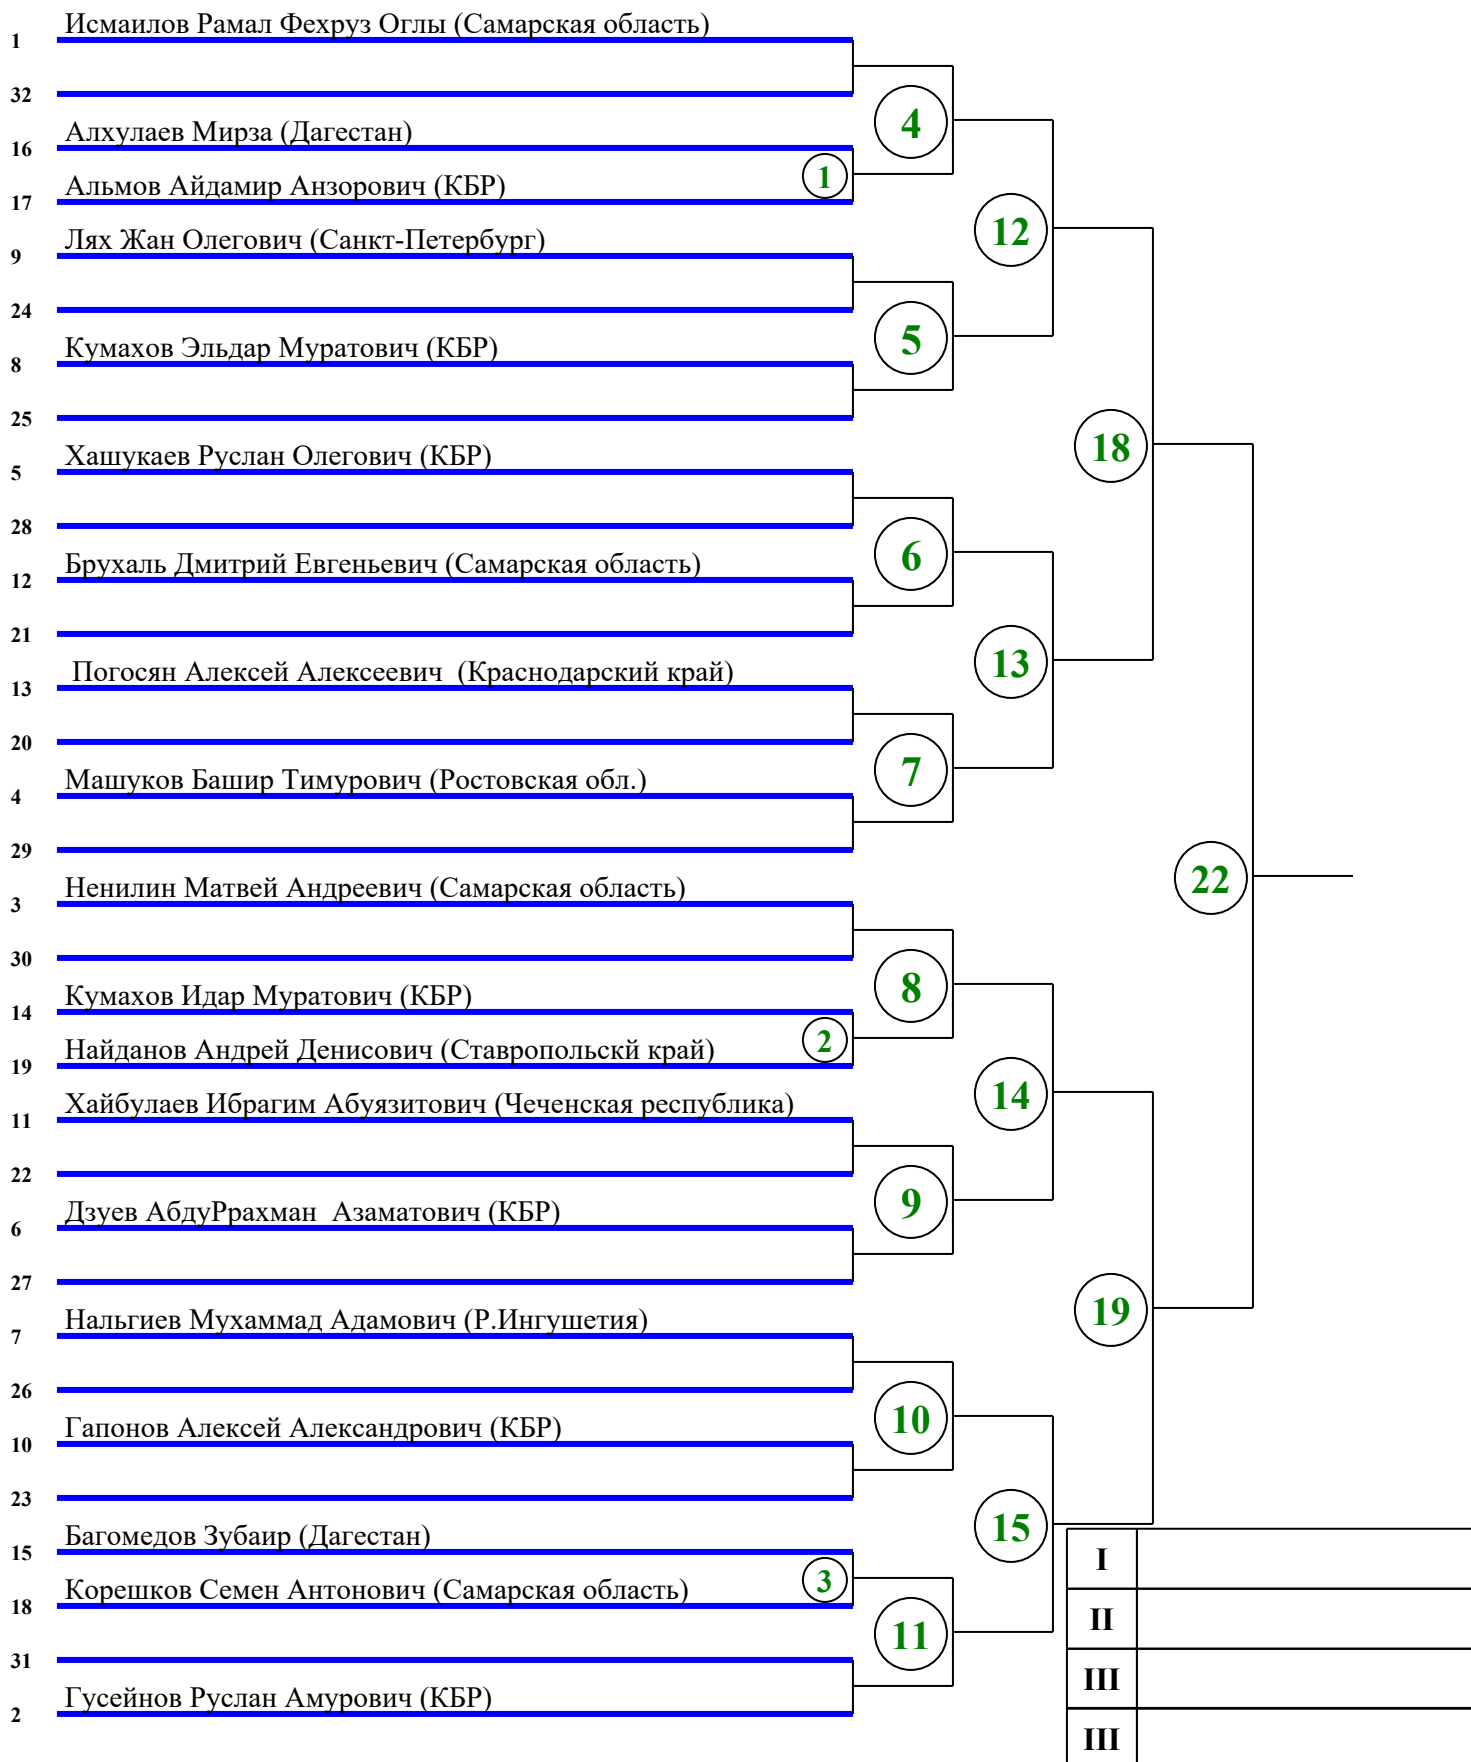 1 Исмаилов Рамал Фехруз Оглы (Самарская область)
32
16 Алхулаев Мирза (Дагестан)
17 Альмов Айдамир Анзорович (КБР)
9 Лях Жан Олегович (Санкт-Петербург)
24
8 Кумахов Эльдар Муратович (КБР)
25
5 Хашукаев Руслан Олегович (КБР)
28
12 Брухаль Дмитрий Евгеньевич (Самарская область)
21
13 Погосян Алексей Алексеевич (Краснодарский край)
20
4 Машуков Башир Тимурович (Ростовская обл.)
29
3 Ненилин Матвей Андреевич (Самарская область)
30
14 Кумахов Идар Муратович (КБР)
19 Найданов Андрей Денисович (Ставропольскй край)
11 Хайбулаев Ибрагим Абуязитович (Чеченская республика)
22
6 Дзуев АбдуРрахман Азаматович (КБР)
27
7 Нальгиев Мухаммад Адамович (Р.Ингушетия)
26
10 Гапонов Алексей Александрович (КБР)
23
15 Багомедов Зубаир (Дагестан)
18 Корешков Семен Антонович (Самарская область)
31
2 Гусейнов Руслан Амурович (КБР)
1
2
3
4
5
6
7
8
9
10
11
12
13
14
15
18
19
22
I
II
III
III